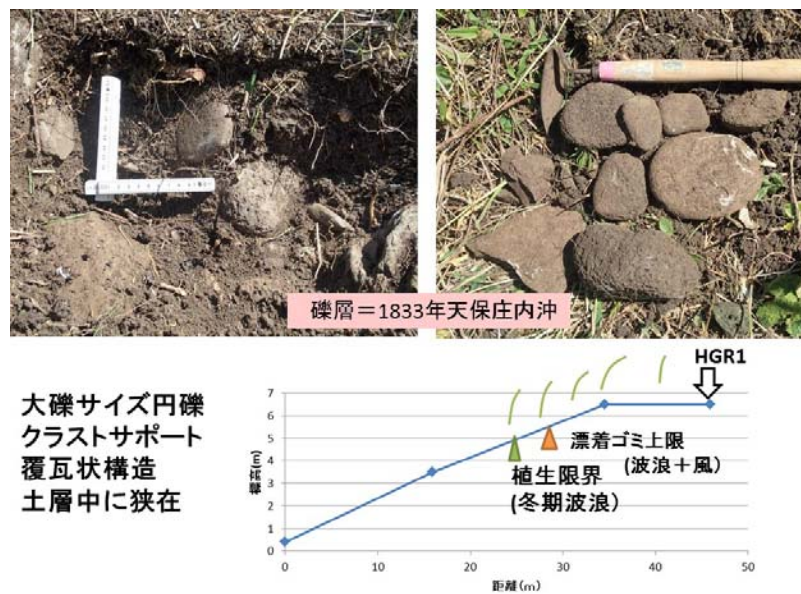 礫層=1833年天保庄内沖
大礫サイズ円礫
クラストサポート
覆瓦状構造
土層中に狭在
HGR1
漂着ゴミ上限
(波浪+風)
植生限界
(冬期波浪)
標高(m)
7
6
5
4
3
2
1
0
0 10 20 30 40 50
距離(m)